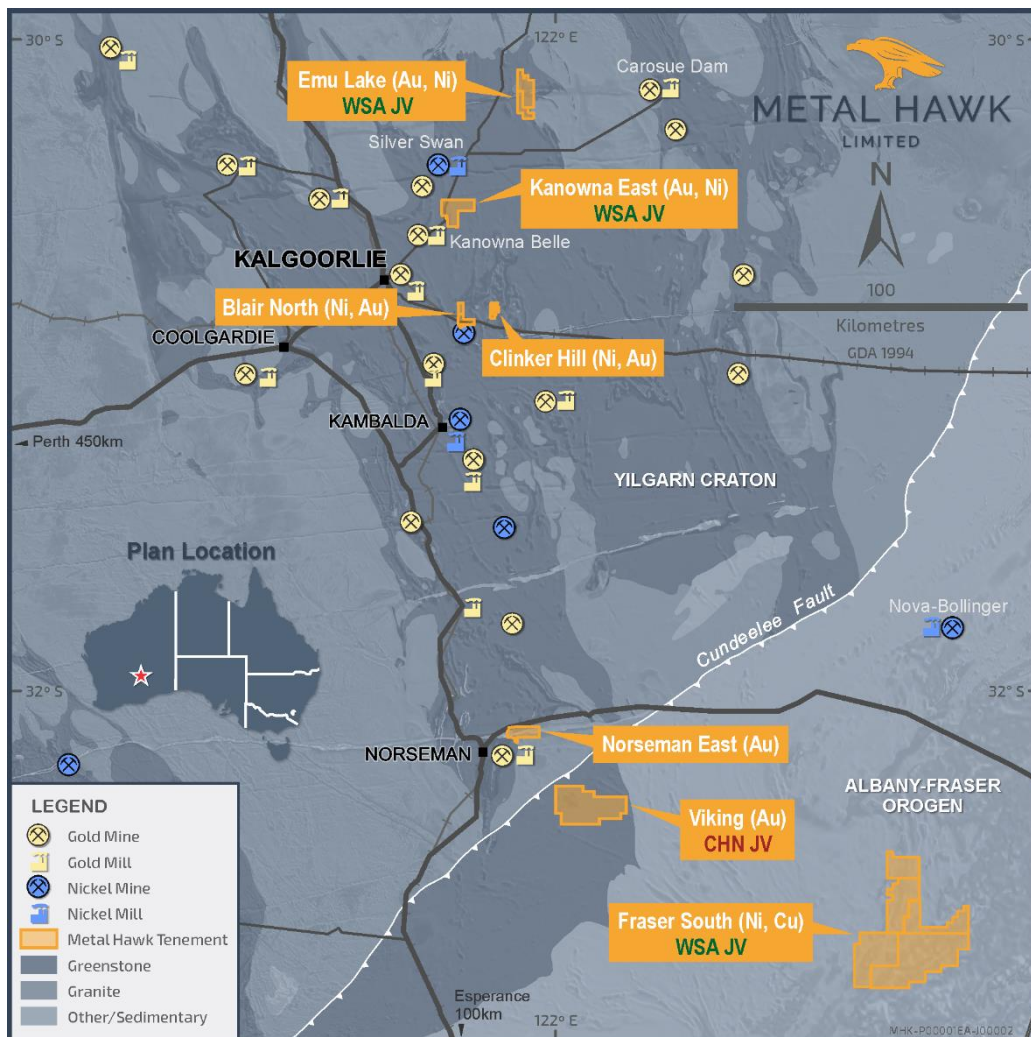 30° S
122° E
30° S
Emu Lake (Au, Ni)
WSA JV
Carosue Dam
METAL HAWK
LIMITED
Silver Swan
N
Kanowna East (Au, Ni)
WSA JV
Kanowna Belle
KALGOORLIE
100
Kilometres
GDA 1994
Blair North (Ni, Au)
COOLGARDIE
Clinker Hill (Ni, Au)
KAMBALDA
Perth 450km
YILGARN CRATON
Plan Location
Cundeelee Fault
Nova-Bollinger
32° S
32° S
NORSEMAN
Norseman East (Au)
ALBANY-FRASER
OROGEN
Viking (Au)
CHN JV
Fraser South (Ni, Cu)
WSA JV
LEGEND
Gold Mine
Gold Mill
Nickel Mine
Nickel Mill
Metal Hawk Tenement
Greenstone
Granite
Other/Sedimentary
Esperance
100km
122° E
MHK-P00001EA-J00002